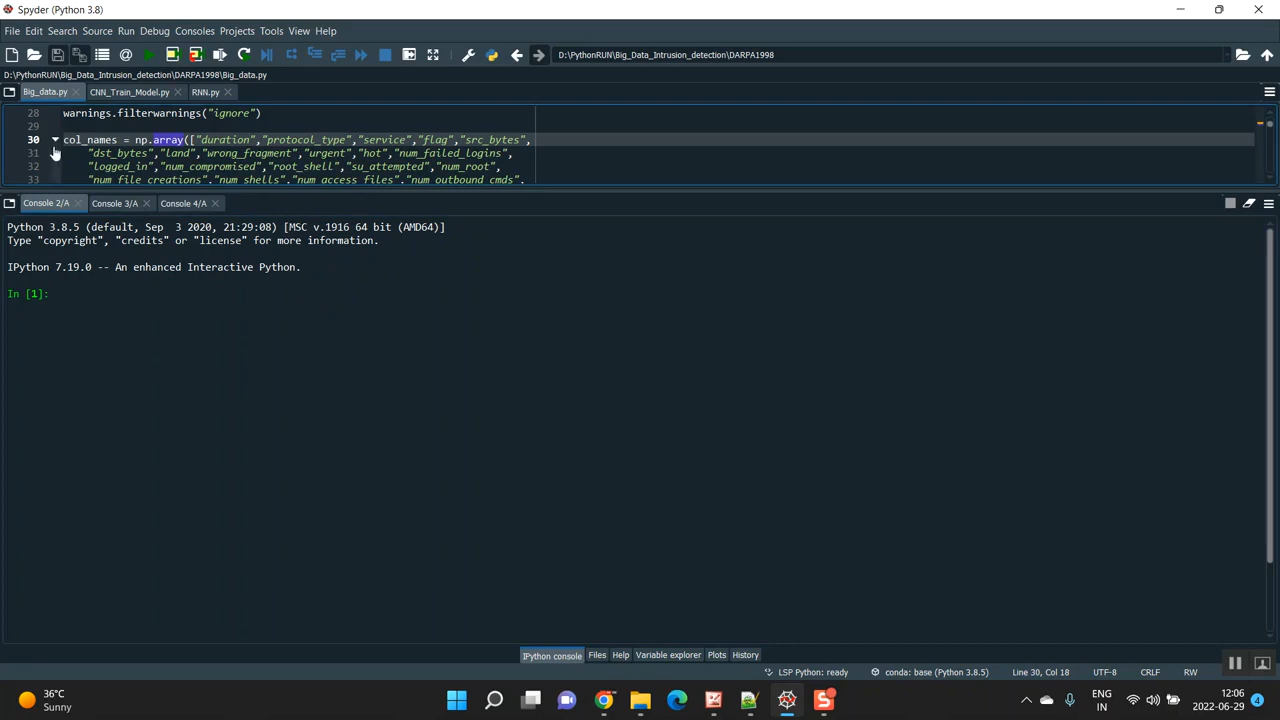 Spyder (Python 3.8)
File Edit Search Source Run Debug Consoles Projects Tools View Help
D:\PythonRUN\Big_Data_Intrusion_detection\DARPA1998
D:\PythonRUN\Big_Data_Intrusion_detection\DARPA1998\Big_data.py
Big_data.py CNN_Train_Model.py RNN.py
28 warnings.filterwarnings("ignore")
29
30 col_names = np.array(["duration","protocol_type","service","flag","src_bytes",
31 "dst_bytes","land","wrong_fragment","urgent","hot","num_failed_logins",
32 "logged_in","num_compromised","root_shell","su_attempted","num_root",
33 "num_file_creations","num_shells","num_access_files","num_outbound_cmds",
Console 2/A Console 3/A Console 4/A
Python 3.8.5 (default, Sep  3 2020, 21:29:08) [MSC v.1916 64 bit (AMD64)]
Type "copyright", "credits" or "license" for more information.
IPython 7.19.0 -- An enhanced Interactive Python.
In [1]:
IPython console Files Help Variable explorer Plots History
LSP Python: ready conda: base (Python 3.8.5) Line 30, Col 18 UTF-8 CRLF RW
36°C
Sunny
ENG
IN
12:06
2022-06-29
4